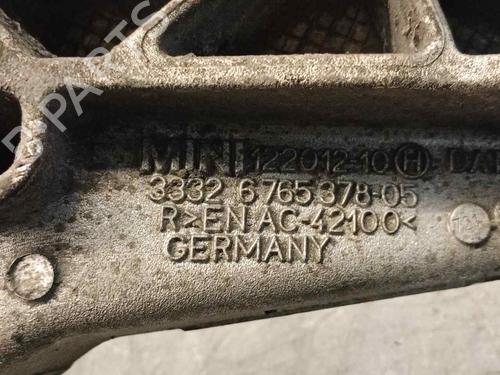 B-PARTS
MINI 122012-10 H DAT
3332 6765378-05
R>EN AC-42100<
GERMANY